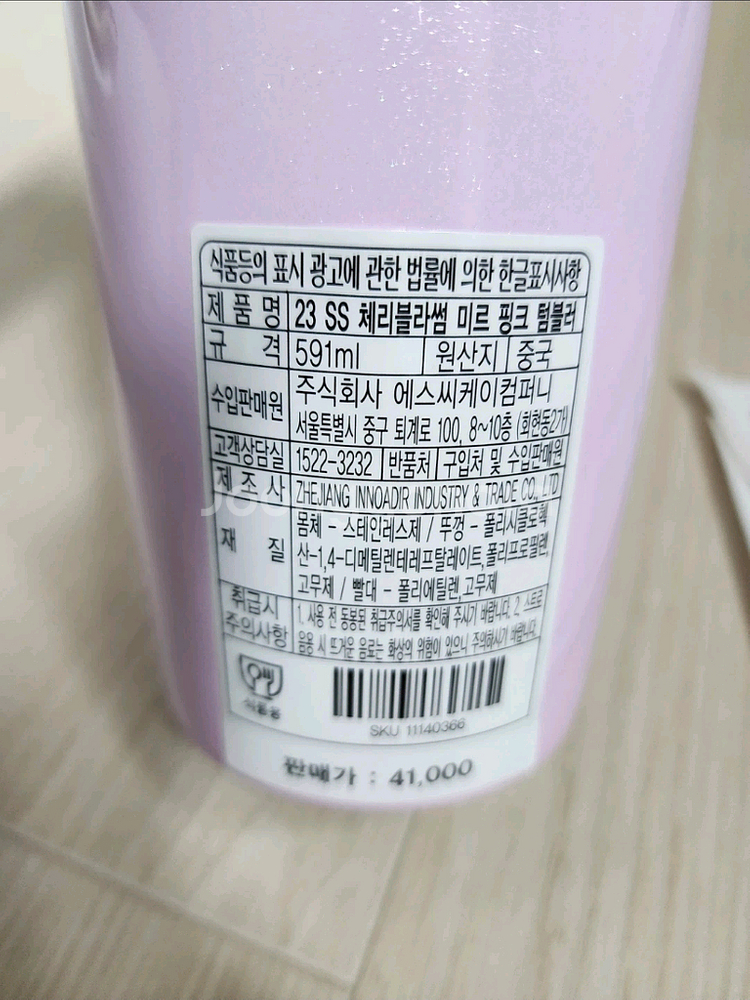 식품등의 표시 광고에 관한 법률에 의한 한글표시사항
제 품 명 23 SS 체리블라썸 미르 핑크 텀블러
규 격 591ml 원산지 중국
수입판매원 주식회사 에스씨케이컴퍼니
서울특별시 중구 퇴계로 100, 8~10층 (회현동2가)
고객상담실 1522-3232 반품처 구입처 및 수입판매원
제 조 사 ZHEJIANG INNOADIR INDUSTRY & TRADE CO., LTD
재 질 몸체 - 스테인레스제 / 뚜껑 - 폴리시클로헥
산-1,4-디메틸렌테레프탈레이트,폴리프로필렌,
고무제 / 빨대 - 폴리에틸렌,고무제
취급시 주의사항 1. 사용 전 동봉된 취급주의서를 확인해 주시기 바랍니다. 2. 스트로
음용 시 뜨거운 음료는 화상의 위험이 있으니 주의하시기 바랍니다.
식품용
SKU 11140366
판매가 : 41,000